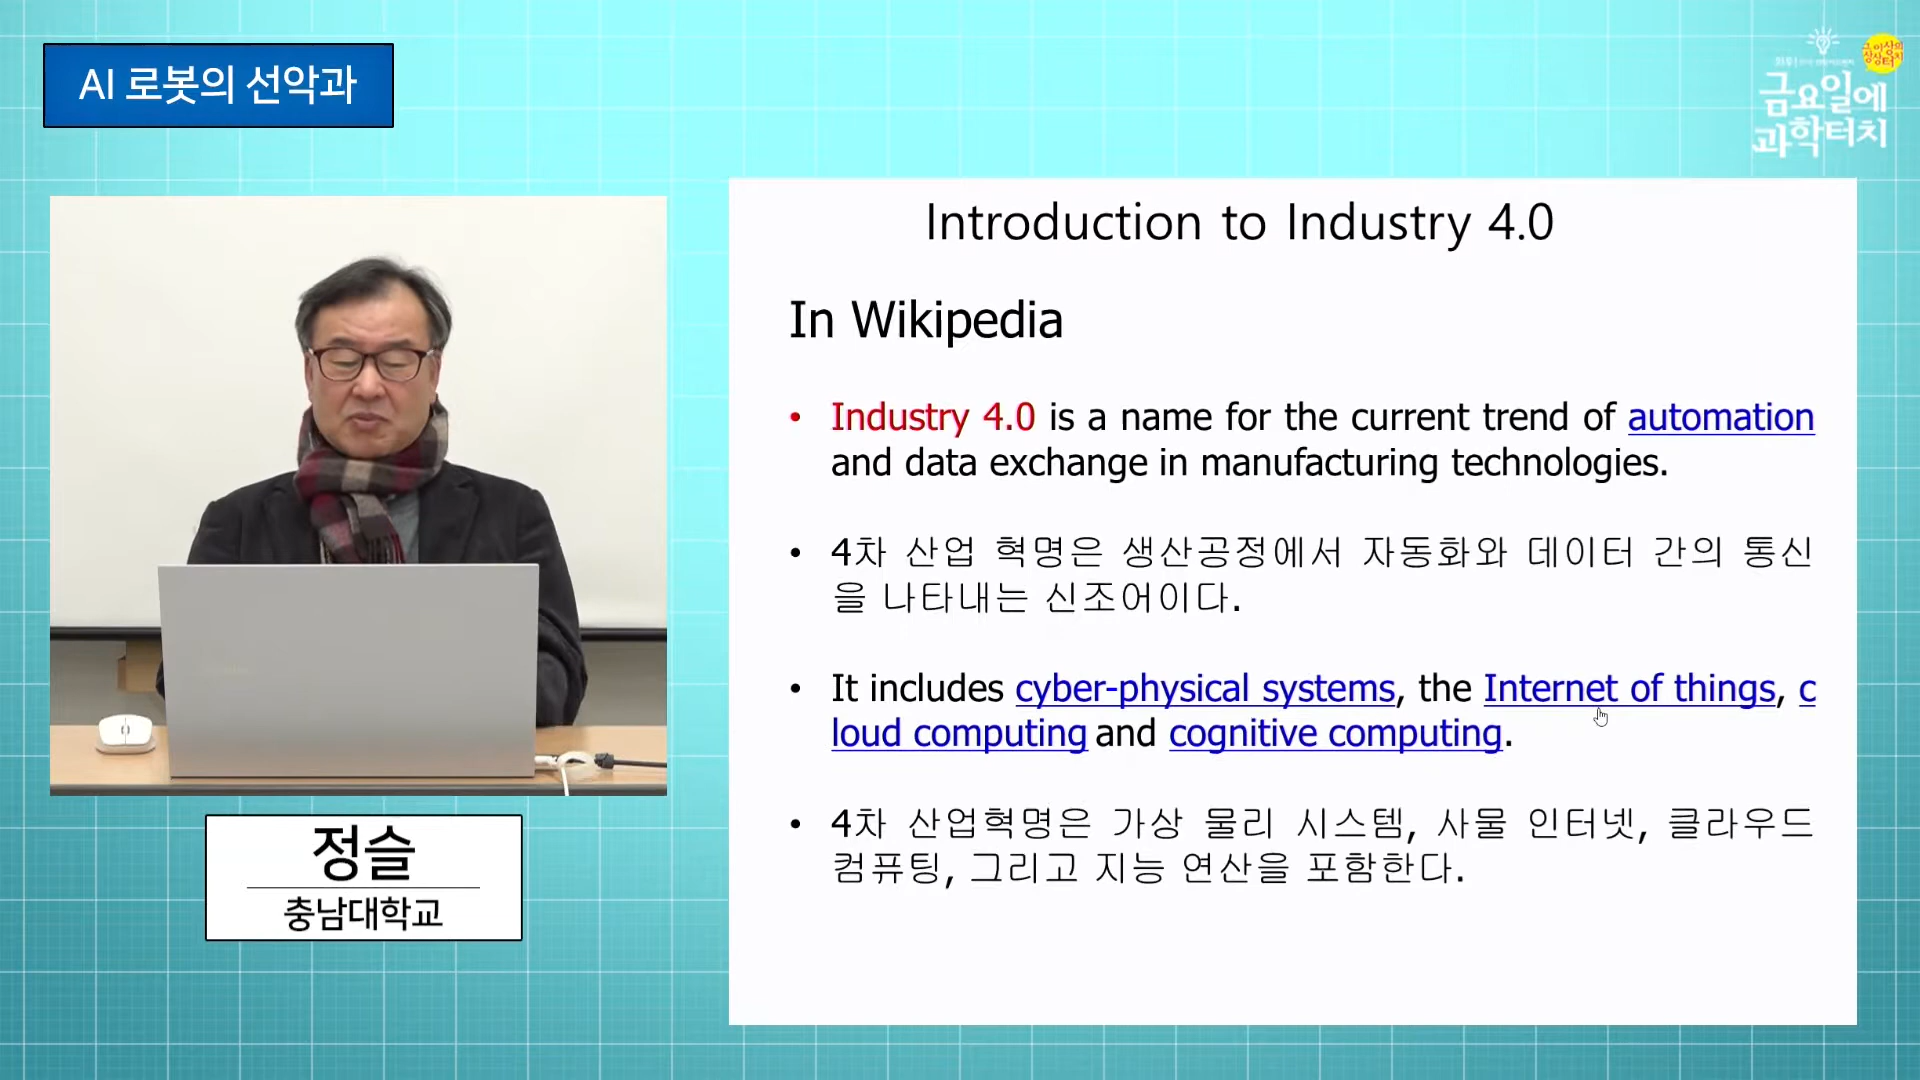 AI 로봇의 선악과
금요일에
과학터치
Introduction to Industry 4.0
In Wikipedia
• Industry 4.0 is a name for the current trend of automation
and data exchange in manufacturing technologies.
• 4차 산업 혁명은 생산공정에서 자동화와 데이터 간의 통신
을 나타내는 신조어이다.
• It includes cyber-physical systems, the Internet of things, c
loud computing and cognitive computing.
• 4차 산업혁명은 가상 물리 시스템, 사물 인터넷, 클라우드
컴퓨팅, 그리고 지능 연산을 포함한다.
정슬
충남대학교